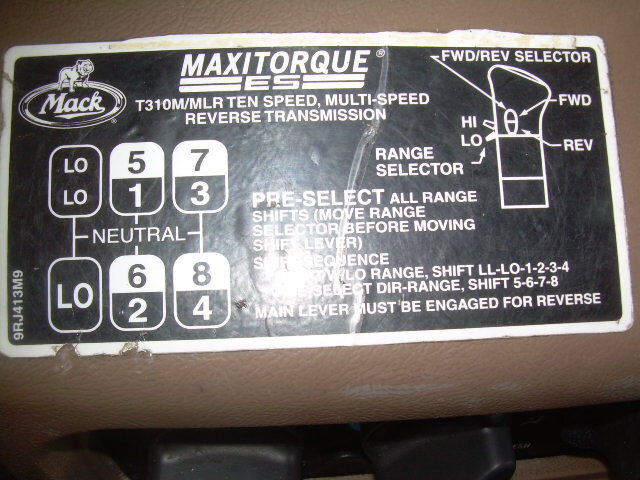 Mack
MAXITORQUE®
ES
T310M/MLR TEN SPEED, MULTI-SPEED
REVERSE TRANSMISSION
FWD/REV SELECTOR
FWD
HI
LO
REV
RANGE
SELECTOR
LO 5 7
LO 1 3
NEUTRAL
LO 6 8
2 4
PRE-SELECT ALL RANGE
SHIFTS (MOVE RANGE
SELECTOR BEFORE MOVING
SHIFT LEVER)
SEQUENCE
LO RANGE, SHIFT LL-LO-1-2-3-4
DIR-RANGE, SHIFT 5-6-7-8
MAIN LEVER MUST BE ENGAGED FOR REVERSE
9RJ413M9